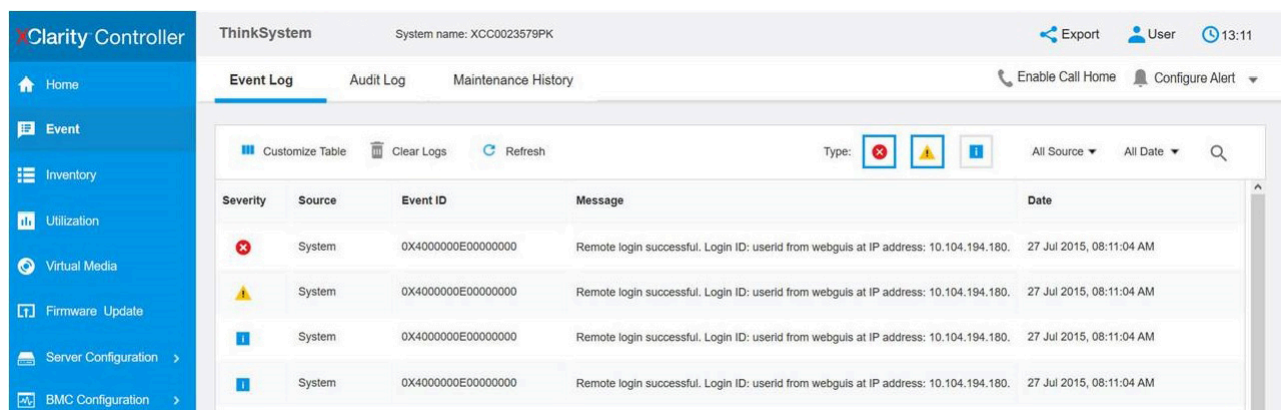 XClarity Controller
ThinkSystem
System name: XCC0023579PK
Export
User
13:11
Home
Event Log
Audit Log
Maintenance History
Enable Call Home
Configure Alert
Event
Customize Table
Clear Logs
Refresh
Type:
All Source
All Date
Inventory
Utilization
Virtual Media
Firmware Update
Server Configuration
BMC Configuration
Severity Source Event ID Message Date
System 0X4000000E00000000 Remote login successful. Login ID: userid from webguis at IP address: 10.104.194.180. 27 Jul 2015, 08:11:04 AM
System 0X4000000E00000000 Remote login successful. Login ID: userid from webguis at IP address: 10.104.194.180. 27 Jul 2015, 08:11:04 AM
System 0X4000000E00000000 Remote login successful. Login ID: userid from webguis at IP address: 10.104.194.180. 27 Jul 2015, 08:11:04 AM
System 0X4000000E00000000 Remote login successful. Login ID: userid from webguis at IP address: 10.104.194.180. 27 Jul 2015, 08:11:04 AM